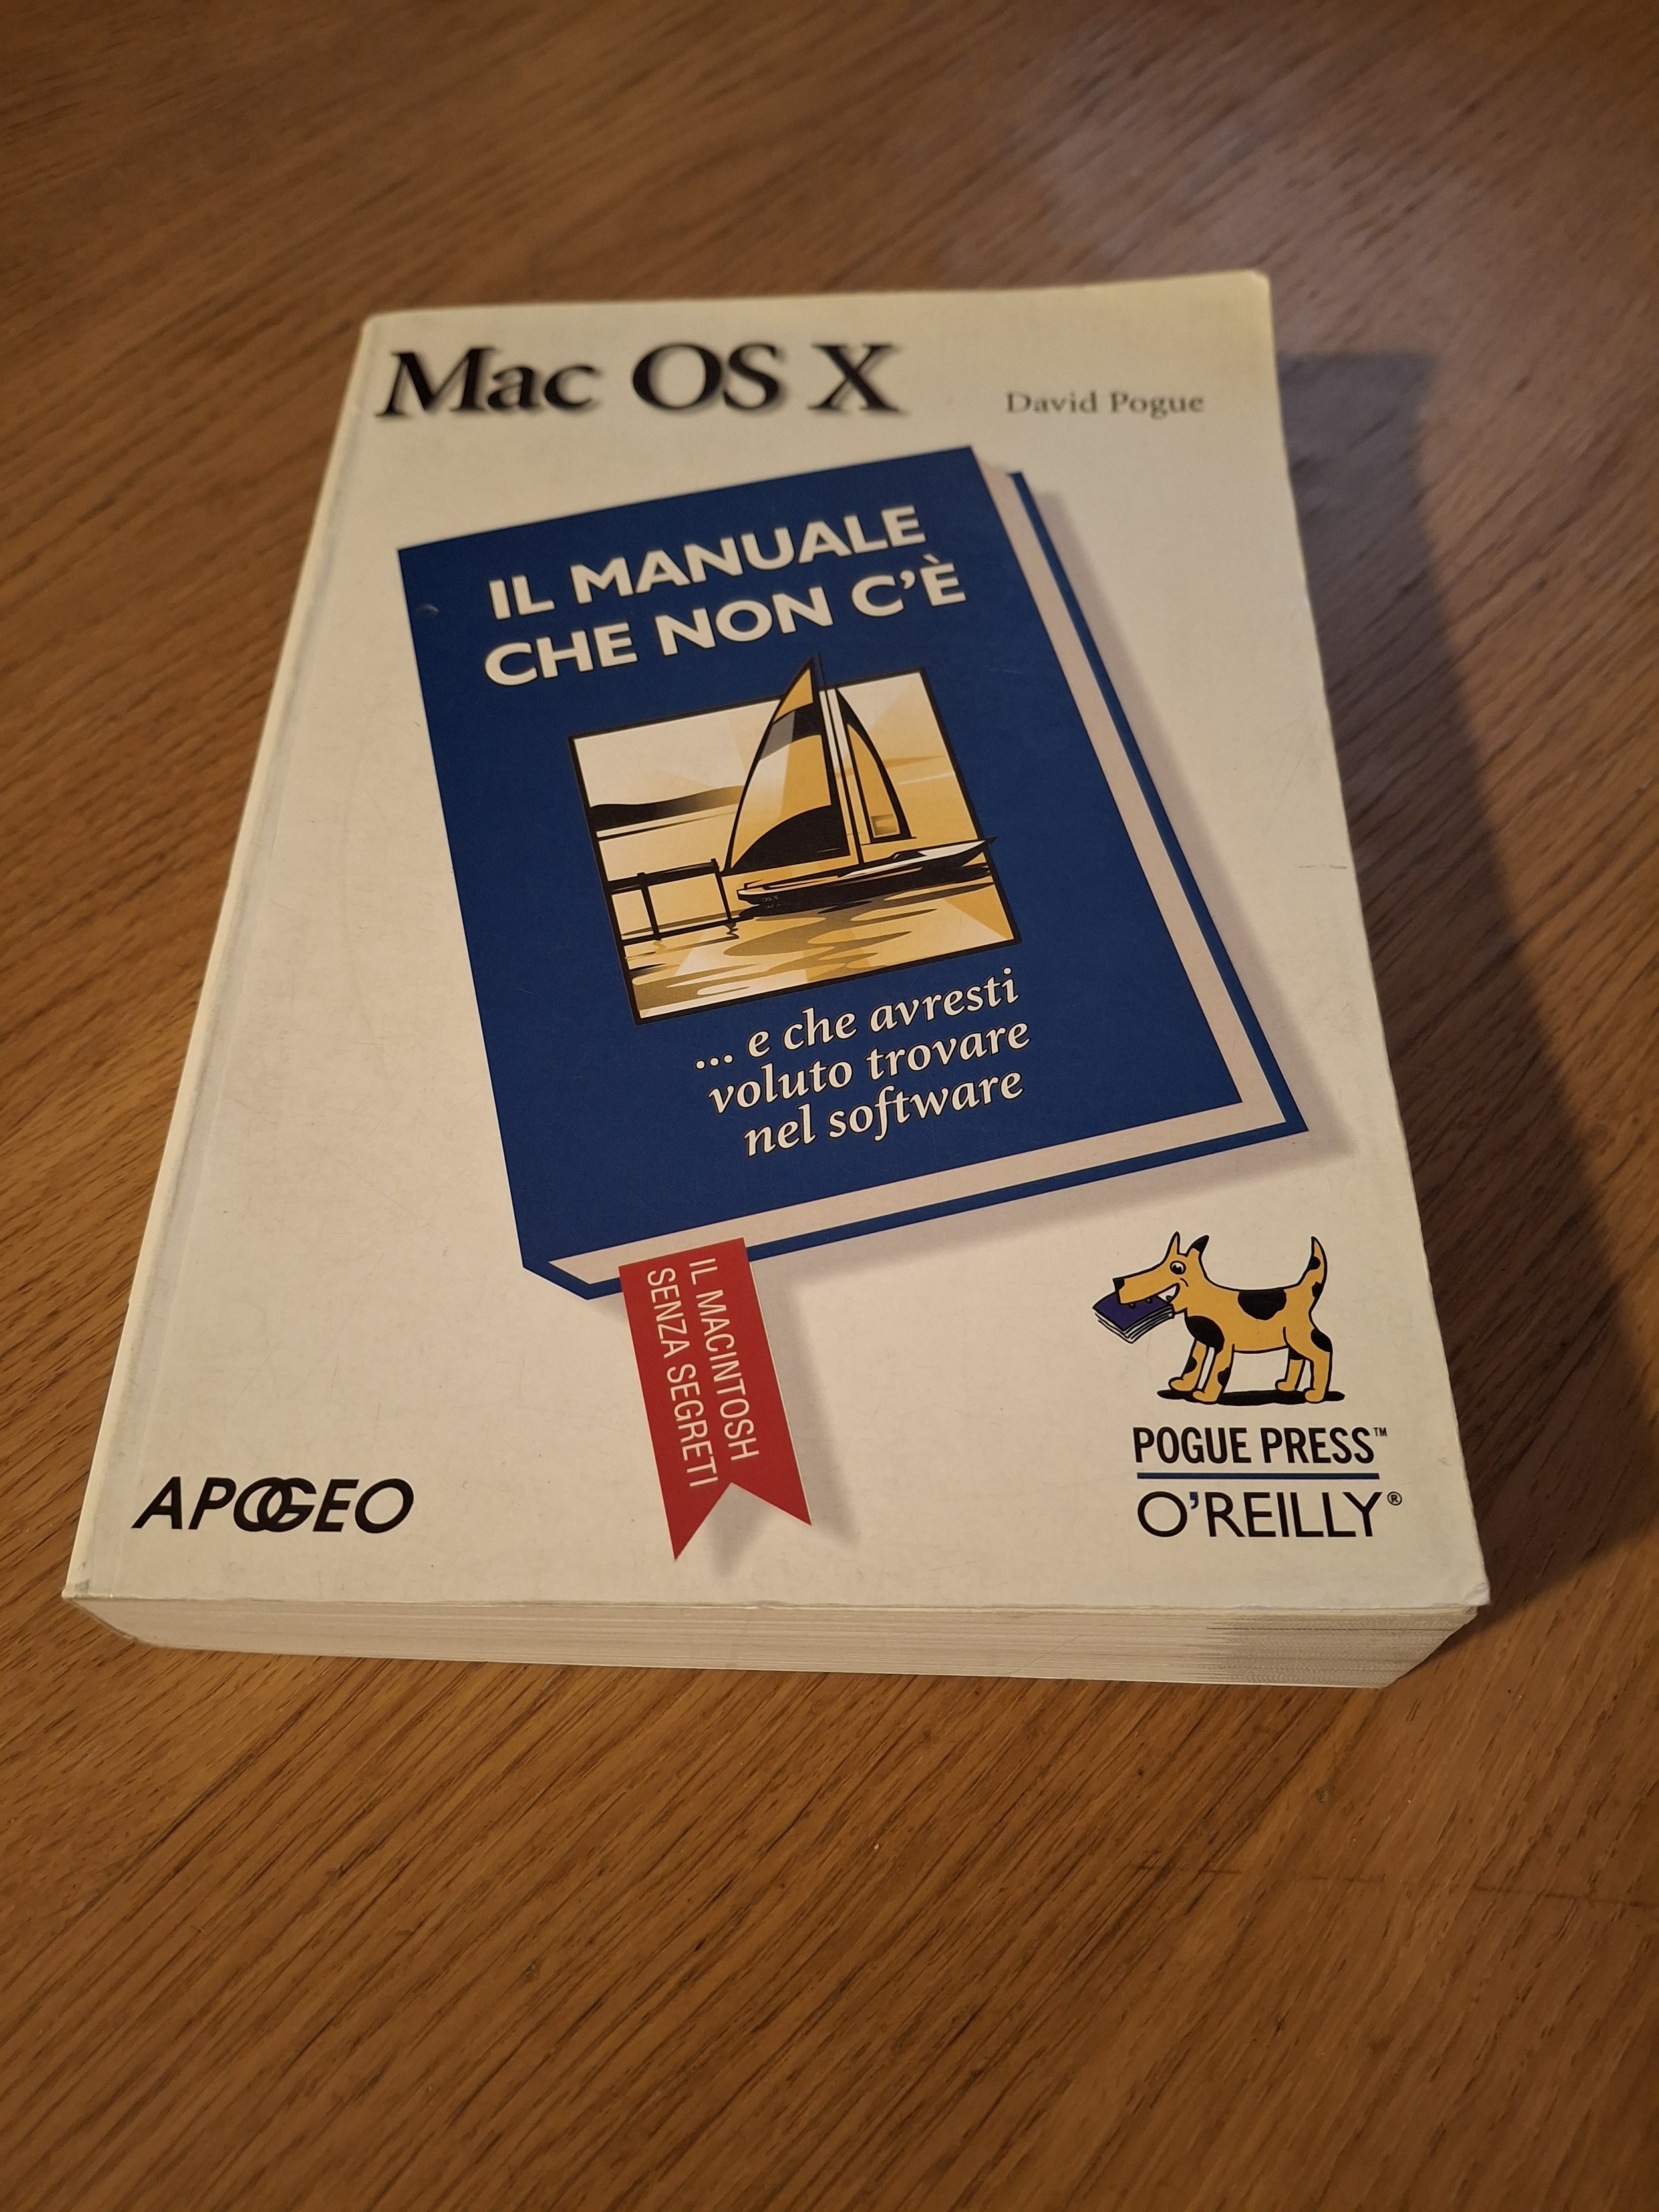 Mac OS X
David Pogue
IL MANUALE
CHE NON C'È
... e che avresti
voluto trovare
nel software
IL MACINTOSH
SENZA SEGRETI
APOGEO
POGUE PRESS™
O'REILLY®